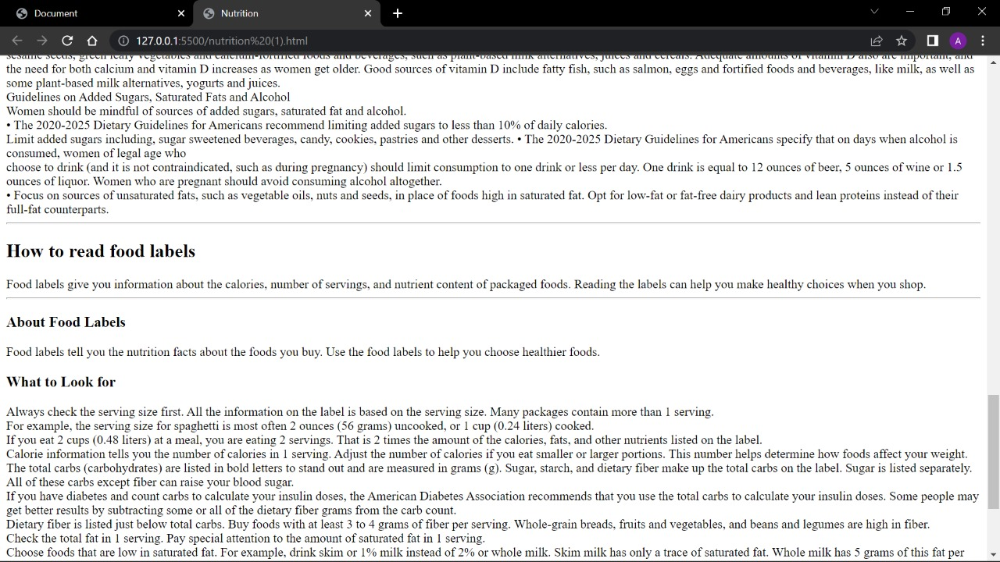 Document
Nutrition
127.0.0.1:5500/nutrition%20(1).html
A
sesame seeds, green leafy vegetables and calcium-fortified foods and beverages, such as plant-based milk alternatives, juices and cereals. Adequate amounts of vitamin D also are important, and
the need for both calcium and vitamin D increases as women get older. Good sources of vitamin D include fatty fish, such as salmon, eggs and fortified foods and beverages, like milk, as well as
some plant-based milk alternatives, yogurts and juices.
Guidelines on Added Sugars, Saturated Fats and Alcohol
Women should be mindful of sources of added sugars, saturated fat and alcohol.
• The 2020-2025 Dietary Guidelines for Americans recommend limiting added sugars to less than 10% of daily calories.
Limit added sugars including, sugar sweetened beverages, candy, cookies, pastries and other desserts. • The 2020-2025 Dietary Guidelines for Americans specify that on days when alcohol is
consumed, women of legal age who
choose to drink (and it is not contraindicated, such as during pregnancy) should limit consumption to one drink or less per day. One drink is equal to 12 ounces of beer, 5 ounces of wine or 1.5
ounces of liquor. Women who are pregnant should avoid consuming alcohol altogether.
• Focus on sources of unsaturated fats, such as vegetable oils, nuts and seeds, in place of foods high in saturated fat. Opt for low-fat or fat-free dairy products and lean proteins instead of their
full-fat counterparts.
How to read food labels
Food labels give you information about the calories, number of servings, and nutrient content of packaged foods. Reading the labels can help you make healthy choices when you shop.
About Food Labels
Food labels tell you the nutrition facts about the foods you buy. Use the food labels to help you choose healthier foods.
What to Look for
Always check the serving size first. All the information on the label is based on the serving size. Many packages contain more than 1 serving.
For example, the serving size for spaghetti is most often 2 ounces (56 grams) uncooked, or 1 cup (0.24 liters) cooked.
If you eat 2 cups (0.48 liters) at a meal, you are eating 2 servings. That is 2 times the amount of the calories, fats, and other nutrients listed on the label.
Calorie information tells you the number of calories in 1 serving. Adjust the number of calories if you eat smaller or larger portions. This number helps determine how foods affect your weight.
The total carbs (carbohydrates) are listed in bold letters to stand out and are measured in grams (g). Sugar, starch, and dietary fiber make up the total carbs on the label. Sugar is listed separately.
All of these carbs except fiber can raise your blood sugar.
If you have diabetes and count carbs to calculate your insulin doses, the American Diabetes Association recommends that you use the total carbs to calculate your insulin doses. Some people may
get better results by subtracting some or all of the dietary fiber grams from the carb count.
Dietary fiber is listed just below total carbs. Buy foods with at least 3 to 4 grams of fiber per serving. Whole-grain breads, fruits and vegetables, and beans and legumes are high in fiber.
Check the total fat in 1 serving. Pay special attention to the amount of saturated fat in 1 serving.
Choose foods that are low in saturated fat. For example, drink skim or 1% milk instead of 2% or whole milk. Skim milk has only a trace of saturated fat. Whole milk has 5 grams of this fat per